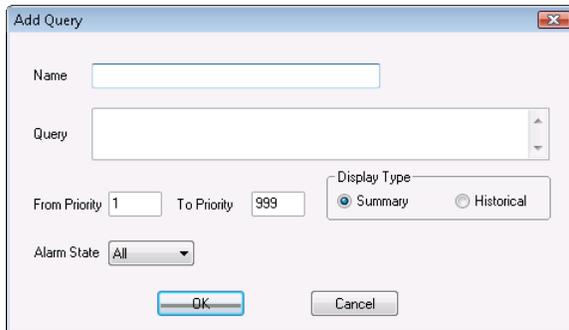 Add Query
Name
Query
Display Type
From Priority 1 To Priority 999 Summary Historical
Alarm State All
OK Cancel